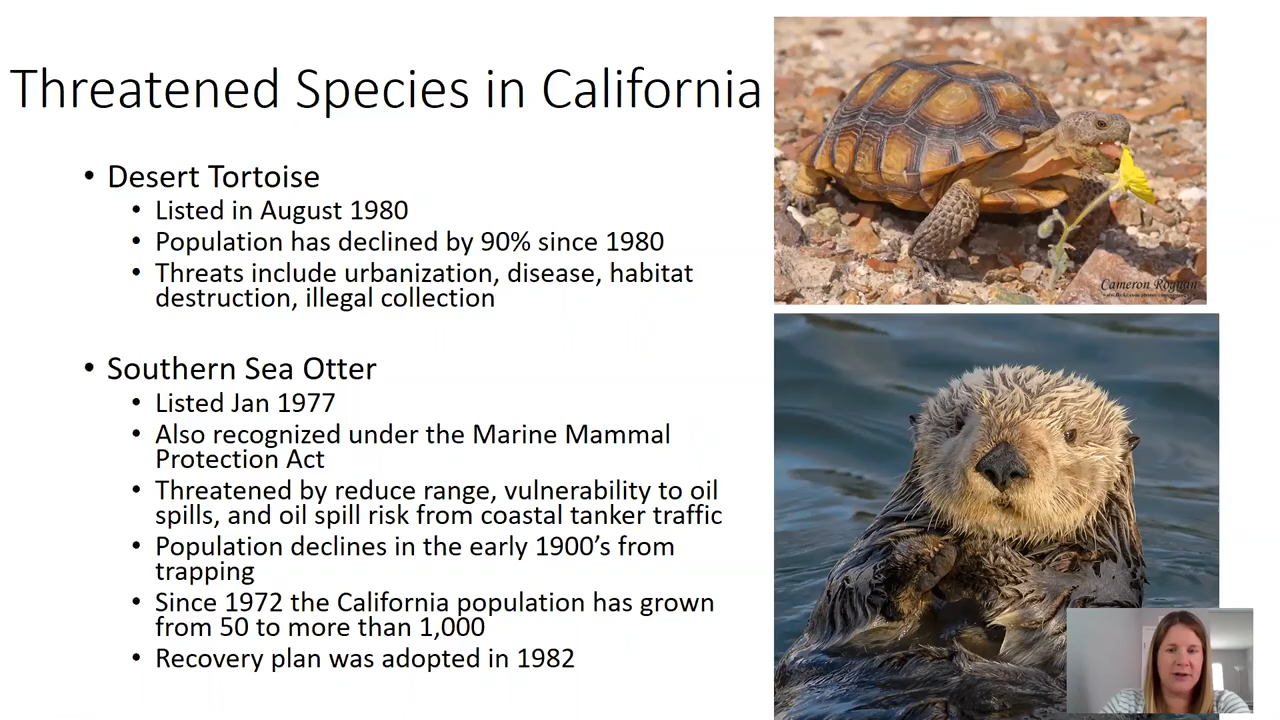 Threatened Species in California
• Desert Tortoise
• Listed in August 1980
• Population has declined by 90% since 1980
• Threats include urbanization, disease, habitat
destruction, illegal collection
• Southern Sea Otter
• Listed Jan 1977
• Also recognized under the Marine Mammal
Protection Act
• Threatened by reduce range, vulnerability to oil
spills, and oil spill risk from coastal tanker traffic
• Population declines in the early 1900’s from
trapping
• Since 1972 the California population has grown
from 50 to more than 1,000
• Recovery plan was adopted in 1982
Cameron Rognan